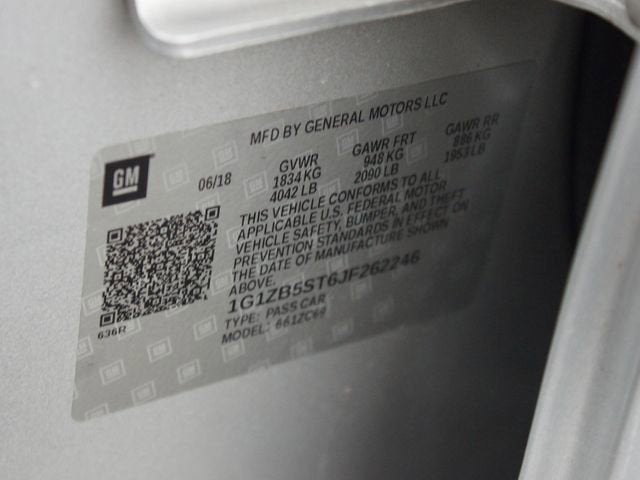 MFD BY GENERAL MOTORS LLC
GM
06/18
GVWR GAWR FRT GAWR RR
1834 KG 948 KG 886 KG
4042 LB 2090 LB 1953 LB
THIS VEHICLE CONFORMS TO ALL
APPLICABLE U.S. FEDERAL MOTOR
VEHICLE SAFETY, BUMPER, AND THEFT
PREVENTION STANDARDS IN EFFECT ON
THE DATE OF MANUFACTURE SHOWN
ABOVE.
1G1ZB5ST6JF262246
TYPE: PASS CAR
MODEL: 661ZC69
636R